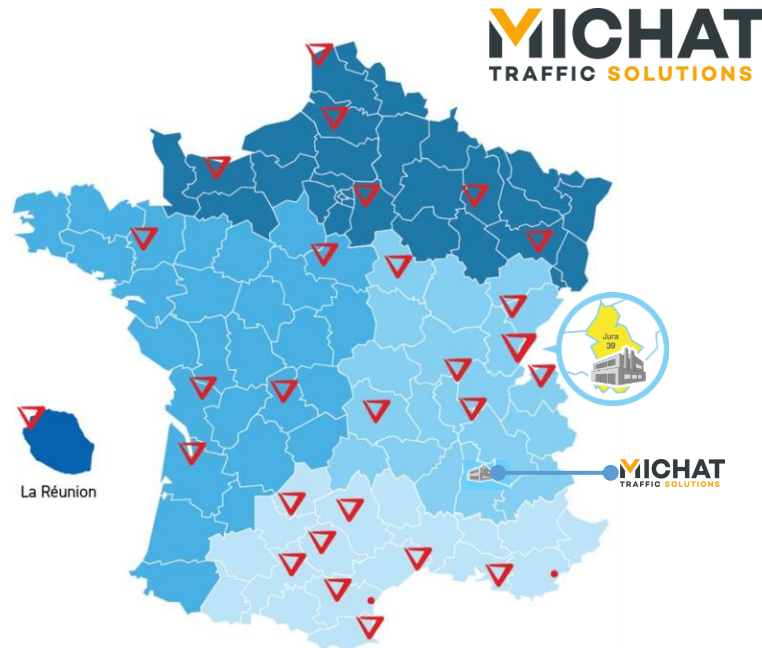 MICHAT
TRAFFIC SOLUTIONS
Jura
39
La Réunion
MICHAT
TRAFFIC SOLUTIONS